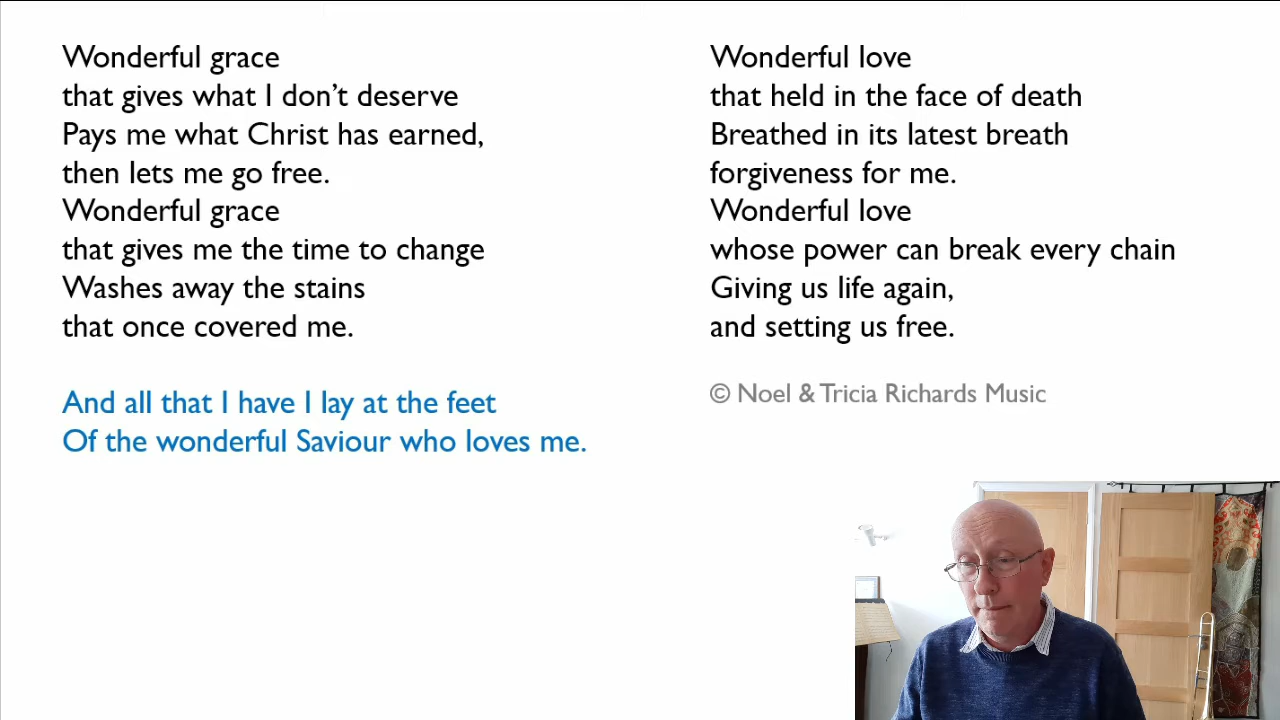 Wonderful grace
that gives what I don’t deserve
Pays me what Christ has earned,
then lets me go free.
Wonderful grace
that gives me the time to change
Washes away the stains
that once covered me.
And all that I have I lay at the feet
Of the wonderful Saviour who loves me.
Wonderful love
that held in the face of death
Breathed in its latest breath
forgiveness for me.
Wonderful love
whose power can break every chain
Giving us life again,
and setting us free.
© Noel & Tricia Richards Music